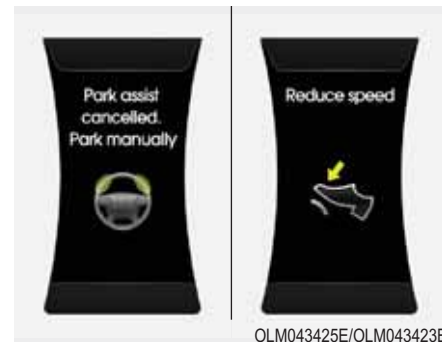 Park assist
cancelled.
Park manually
Reduce speed
OLM043425E/OLM043423E